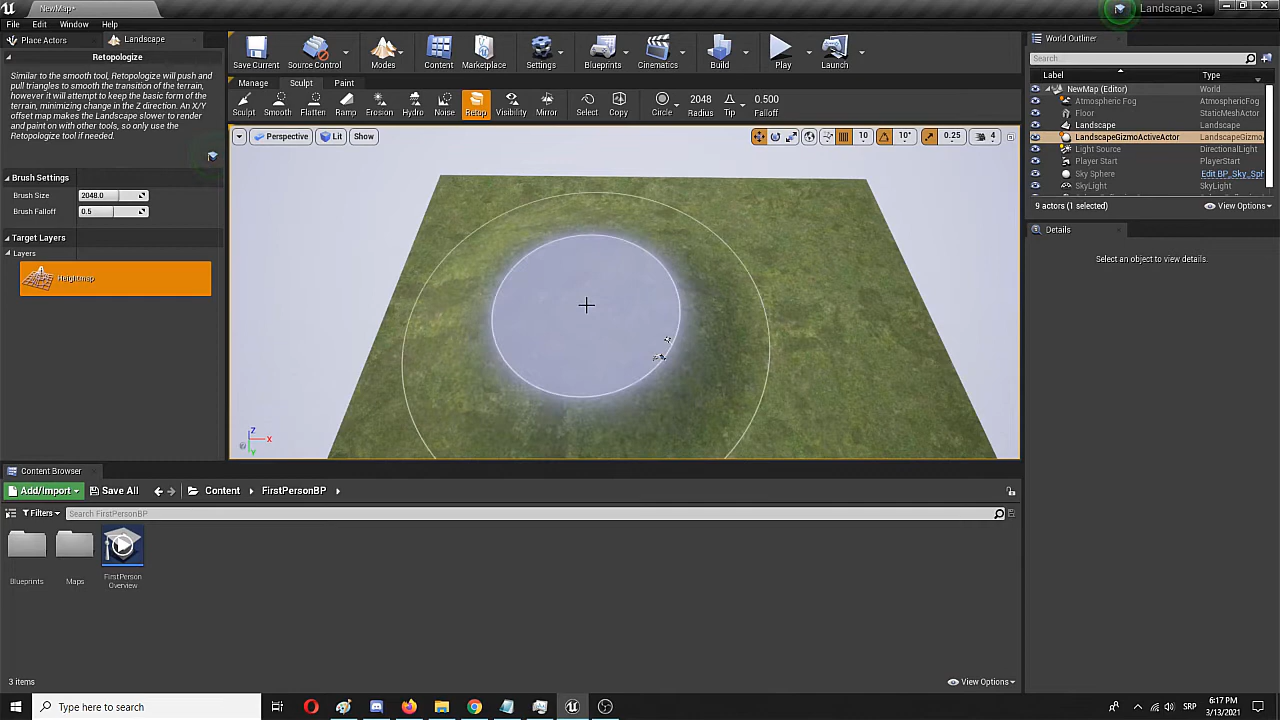 NewMap*
Landscape_3
File Edit Window Help
Place Actors
Landscape
Retopologize
Similar to the smooth tool, Retopologize will push and
pull triangles to smooth the transition of the terrain,
however it will attempt to keep the basic form of the
terrain, minimizing change in the Z direction. An X/Y
offset map makes the Landscape slower to render
and paint on with other tools, so only use the
Retopologize tool if needed.
Brush Settings
Brush Size 2048.0
Brush Falloff 0.5
Target Layers
Layers
Heightmap
Save Current Source Control Modes Content Marketplace Settings Blueprints Cinematics Build Play Launch
Manage Sculpt Paint
2048 0.500
Sculpt Smooth Flatten Ramp Erosion Hydro Noise Retop Visibility Mirror Select Copy Circle Radius Tip Falloff
Perspective Lit Show
10 10° 0.25 4
Z
X
Y
World Outliner
Search...
Label Type
NewMap (Editor) World
Atmospheric Fog AtmosphericFog
Floor StaticMeshActor
Landscape Landscape
LandscapeGizmoActiveActor LandscapeGizmo
Light Source DirectionalLight
Player Start PlayerStart
Sky Sphere Edit BP_Sky_Sph
SkyLight SkyLight
9 actors (1 selected)
View Options
Details
Select an object to view details.
Content Browser
Add/Import Save All Content FirstPersonBP
Filters Search FirstPersonBP
Blueprints
Maps
FirstPerson
Overview
3 items
View Options
Type here to search
SRP
6:17 PM
3/13/2021